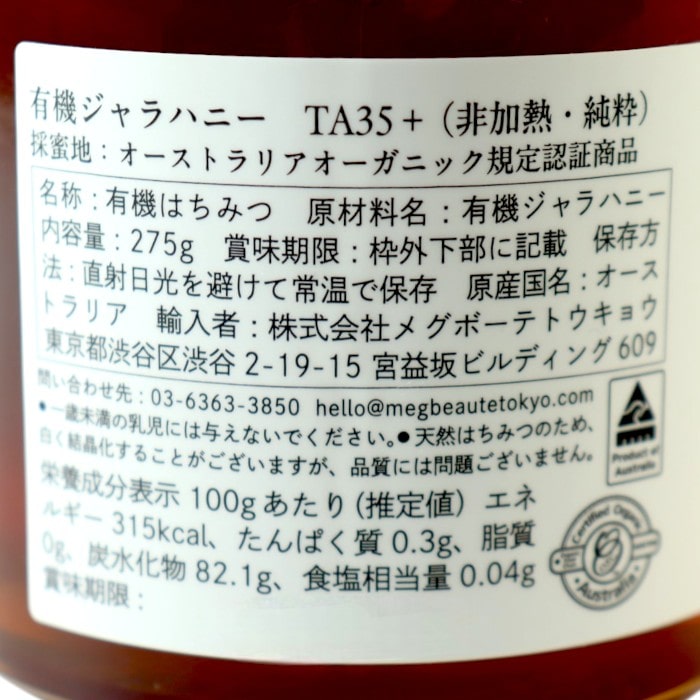 有機ジャラハニー　TA35+（非加熱・純粋）
採蜜地：オーストラリアオーガニック規定認証商品
名称：有機はちみつ　原材料名：有機ジャラハニー
内容量：275g　賞味期限：枠外下部に記載　保存方
法：直射日光を避けて常温で保存　原産国名：オース
トラリア　輸入者：株式会社メグボーテトウキョウ
東京都渋谷区渋谷 2-19-15 宮益坂ビルディング 609
問い合わせ先：03-6363-3850 hello@megbeautetokyo.com
●一歳未満の乳児には与えないでください。●天然はちみつのため、
白く結晶化することがございますが、品質には問題ございません。
Product of
Australia
栄養成分表示 100gあたり（推定値）エネ
ルギー 315kcal、たんぱく質 0.3g、脂質
0g、炭水化物 82.1g、食塩相当量 0.04g
賞味期限：
Certified Organic
Australia